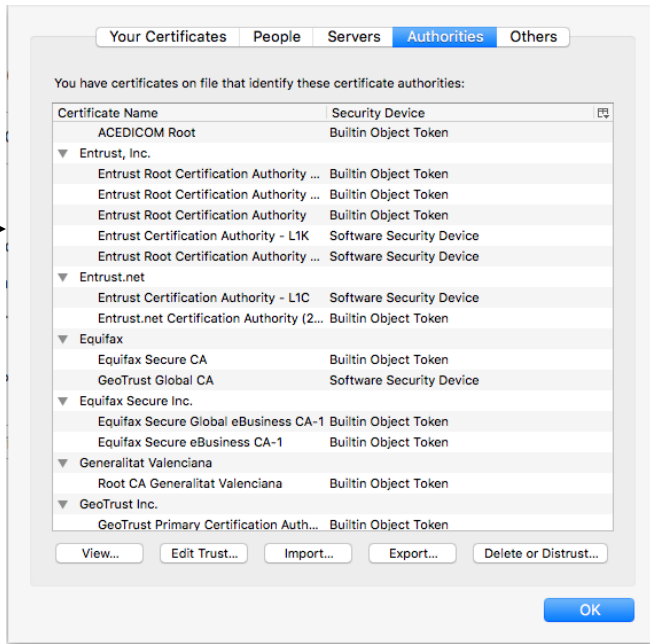 Your Certificates People Servers Authorities Others
You have certificates on file that identify these certificate authorities:
Certificate Name Security Device
ACEDICOM Root Builtin Object Token
Entrust, Inc.
Entrust Root Certification Authority ... Builtin Object Token
Entrust Root Certification Authority ... Builtin Object Token
Entrust Root Certification Authority Builtin Object Token
Entrust Certification Authority - L1K Software Security Device
Entrust Root Certification Authority ... Software Security Device
Entrust.net
Entrust Certification Authority - L1C Software Security Device
Entrust.net Certification Authority (2... Builtin Object Token
Equifax
Equifax Secure CA Builtin Object Token
GeoTrust Global CA Software Security Device
Equifax Secure Inc.
Equifax Secure Global eBusiness CA-1 Builtin Object Token
Equifax Secure eBusiness CA-1 Builtin Object Token
Generalitat Valenciana
Root CA Generalitat Valenciana Builtin Object Token
GeoTrust Inc.
GeoTrust Primary Certification Auth... Builtin Object Token
View... Edit Trust... Import... Export... Delete or Distrust...
OK